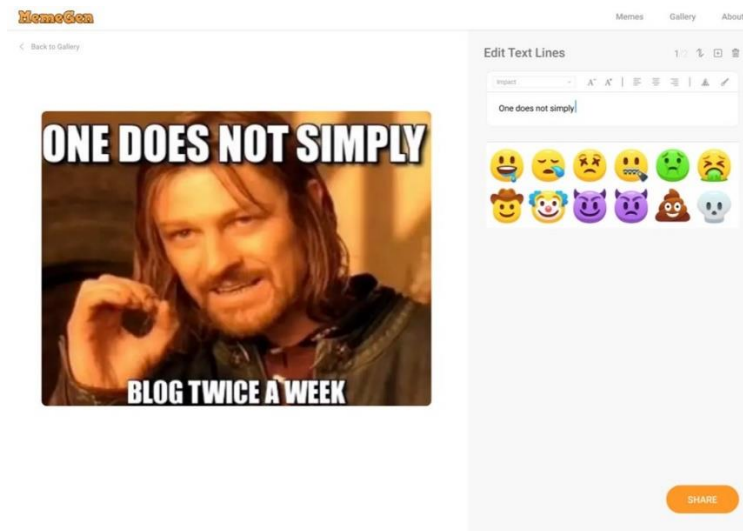 MemeGen
Memes Gallery About
Back to Gallery
Edit Text Lines
Impact
One does not simply
ONE DOES NOT SIMPLY
BLOG TWICE A WEEK
SHARE